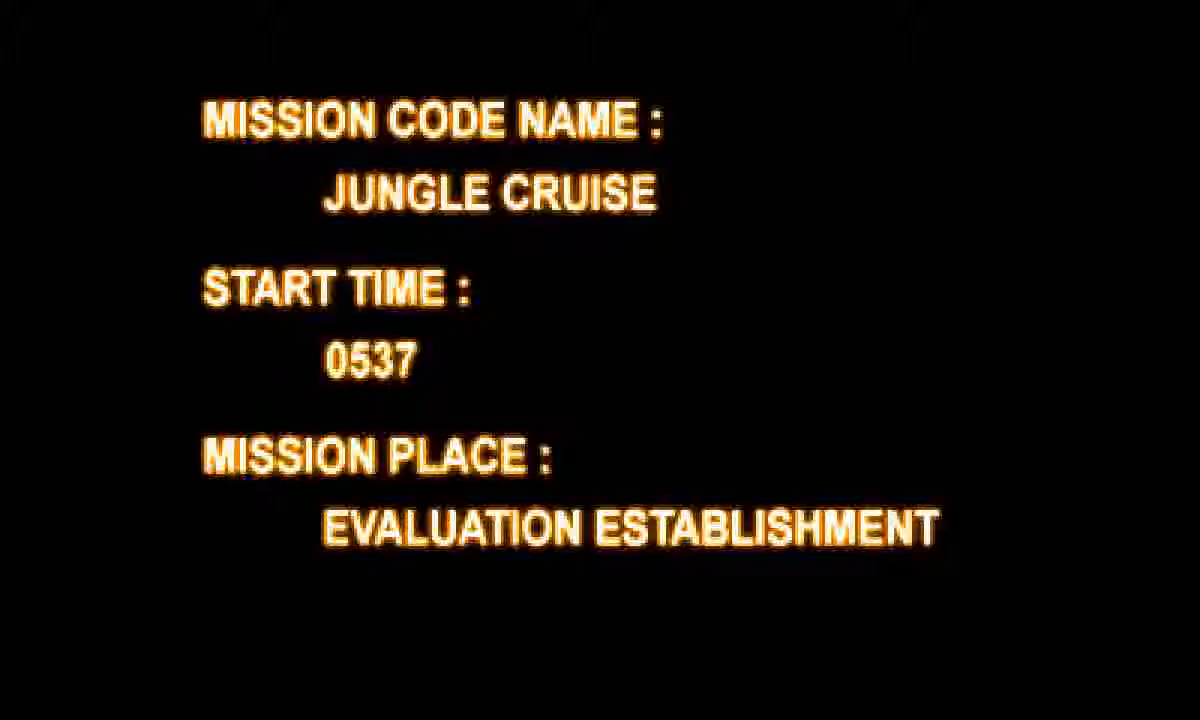 MISSION CODE NAME :
JUNGLE CRUISE
START TIME :
0537
MISSION PLACE :
EVALUATION ESTABLISHMENT